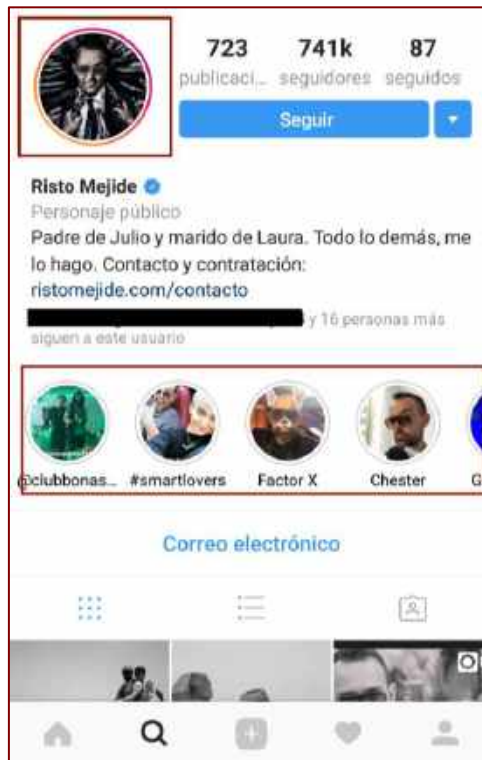 723 741k 87
publicaci... seguidores seguidos
Seguir
Risto Mejide
Personaje público
Padre de Julio y marido de Laura. Todo lo demás, me
lo hago. Contacto y contratación:
ristomejide.com/contacto
y 16 personas más
siguen a este usuario
@clubbonas... #smartlovers Factor X Chester G
Correo electrónico